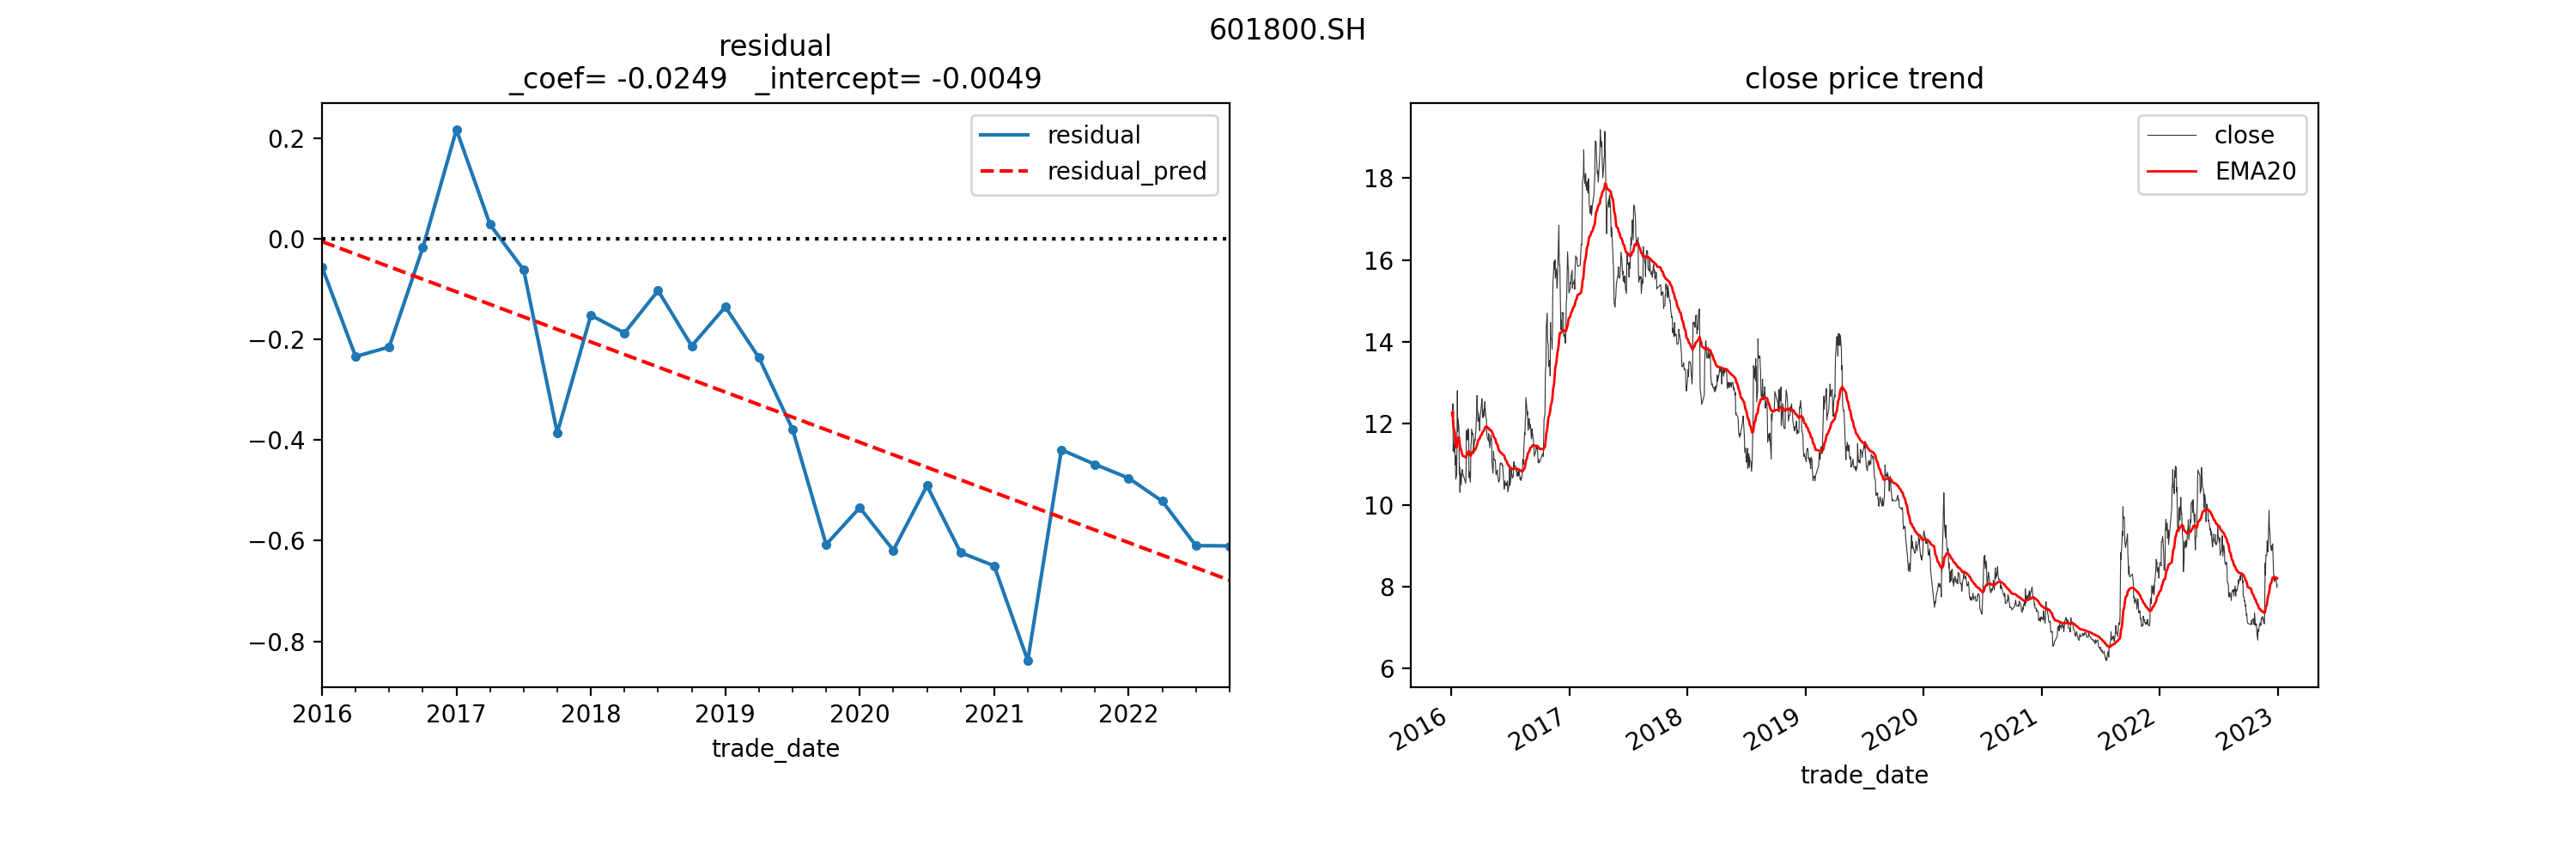 601800.SH
residual
_coef= -0.0249   _intercept= -0.0049
residual
residual_pred
0.2
0.0
−0.2
−0.4
−0.6
−0.8
2016 2017 2018 2019 2020 2021 2022
trade_date
close price trend
close
EMA20
18
16
14
12
10
8
6
2016 2017 2018 2019 2020 2021 2022 2023
trade_date